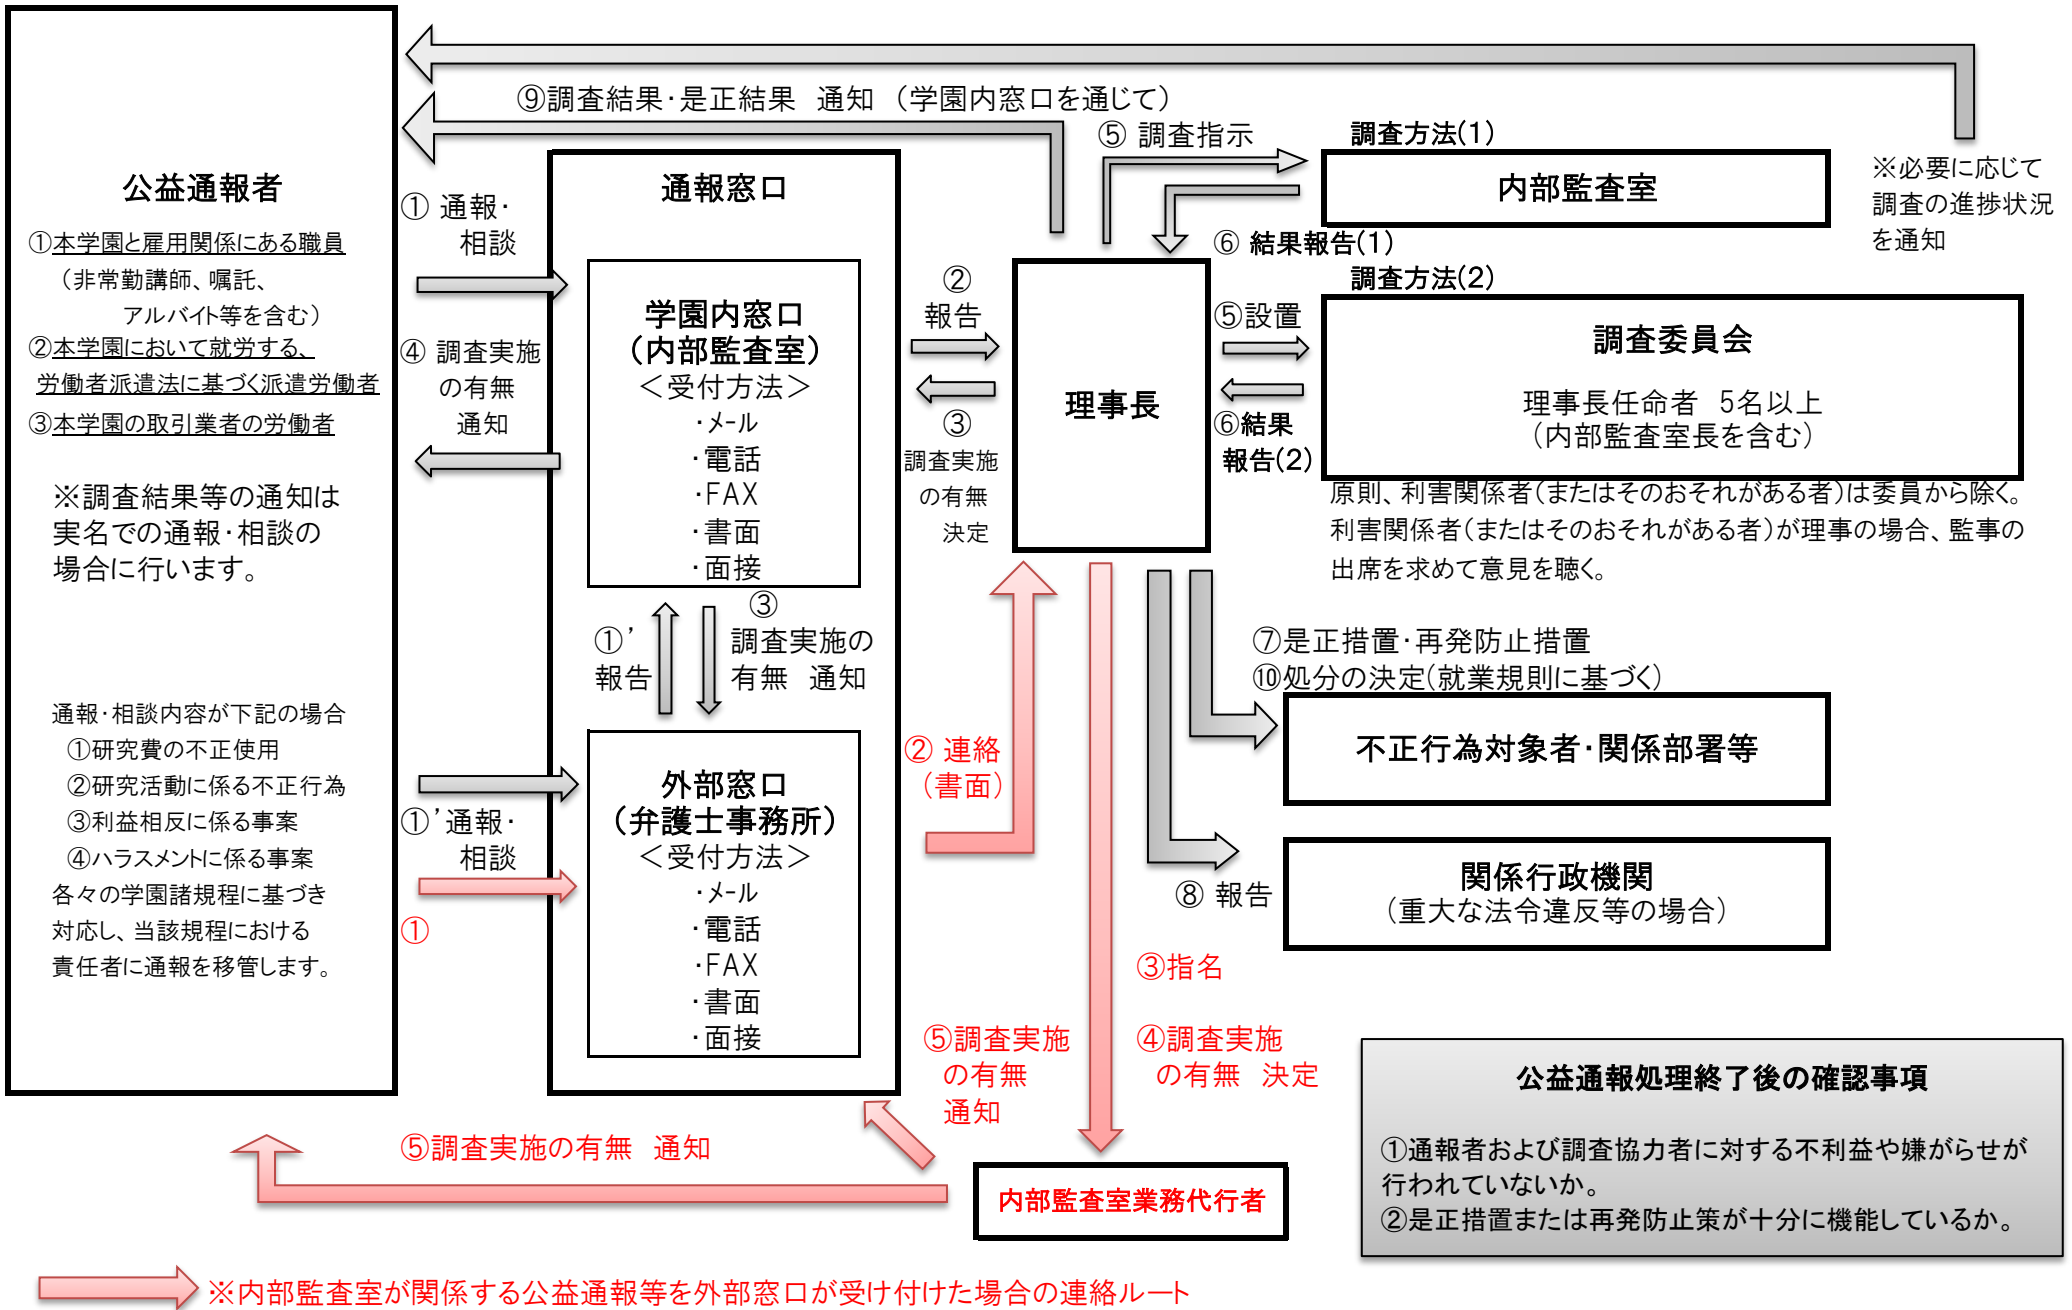 公益通報者
①本学園と雇用関係にある職員
（非常勤講師、嘱託、
アルバイト等を含む）
②本学園において就労する、
労働者派遣法に基づく派遣労働者
③本学園の取引業者の労働者
※調査結果等の通知は
実名での通報・相談の
場合に行います。
通報・相談内容が下記の場合
①研究費の不正使用
②研究活動に係る不正行為
③利益相反に係る事案
④ハラスメントに係る事案
各々の学園諸規程に基づき
対応し、当該規程における
責任者に通報を移管します。
⑨調査結果・是正結果　通知　（学園内窓口を通じて）
① 通報・
相談
④ 調査実施
の有無
通知
①’通報・
相談
①
通報窓口
学園内窓口
（内部監査室）
＜受付方法＞
・メール
・電話
・FAX
・書面
・面接
①’
報告
③
調査実施の
有無　通知
外部窓口
（弁護士事務所）
＜受付方法＞
・メール
・電話
・FAX
・書面
・面接
②
報告
③
調査実施
の有無
決定
② 連絡
（書面）
理事長
⑤ 調査指示
調査方法(1)
内部監査室
※必要に応じて
調査の進捗状況
を通知
⑥ 結果報告(1)
調査方法(2)
⑤設置
⑥結果
報告(2)
調査委員会
理事長任命者　5名以上
（内部監査室長を含む）
原則、利害関係者（またはそのおそれがある者）は委員から除く。
利害関係者（またはそのおそれがある者）が理事の場合、監事の
出席を求めて意見を聴く。
⑦是正措置・再発防止措置
⑩処分の決定(就業規則に基づく)
不正行為対象者・関係部署等
⑧ 報告
関係行政機関
（重大な法令違反等の場合）
③指名
④調査実施
の有無　決定
⑤調査実施
の有無
通知
⑤調査実施の有無　通知
内部監査室業務代行者
公益通報処理終了後の確認事項
①通報者および調査協力者に対する不利益や嫌がらせが
行われていないか。
②是正措置または再発防止策が十分に機能しているか。
※内部監査室が関係する公益通報等を外部窓口が受け付けた場合の連絡ルート